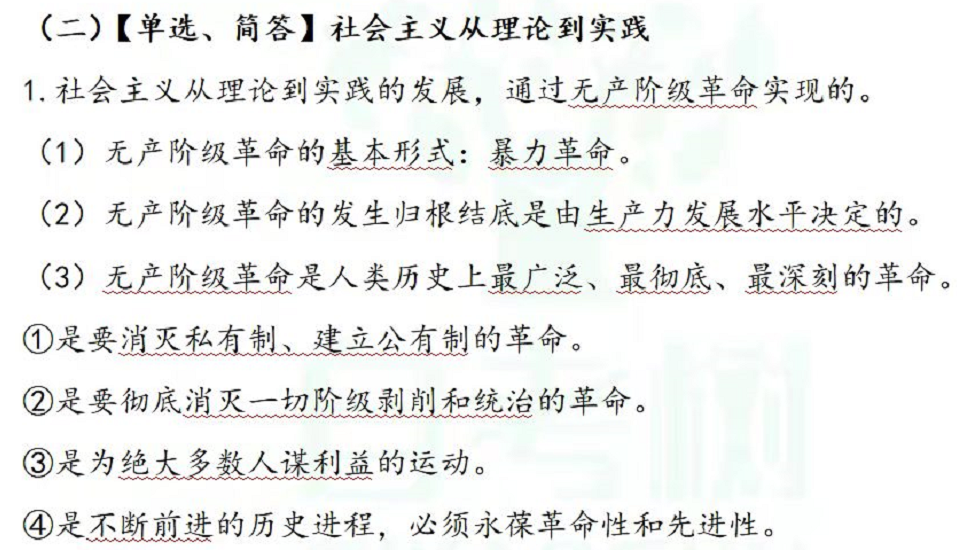 （二）【单选、简答】社会主义从理论到实践
1.社会主义从理论到实践的发展，通过无产阶级革命实现的。
（1）无产阶级革命的基本形式：暴力革命。
（2）无产阶级革命的发生归根结底是由生产力发展水平决定的。
（3）无产阶级革命是人类历史上最广泛、最彻底、最深刻的革命。
①是要消灭私有制、建立公有制的革命。
②是要彻底消灭一切阶级剥削和统治的革命。
③是为绝大多数人谋利益的运动。
④是不断前进的历史进程，必须永葆革命性和先进性。